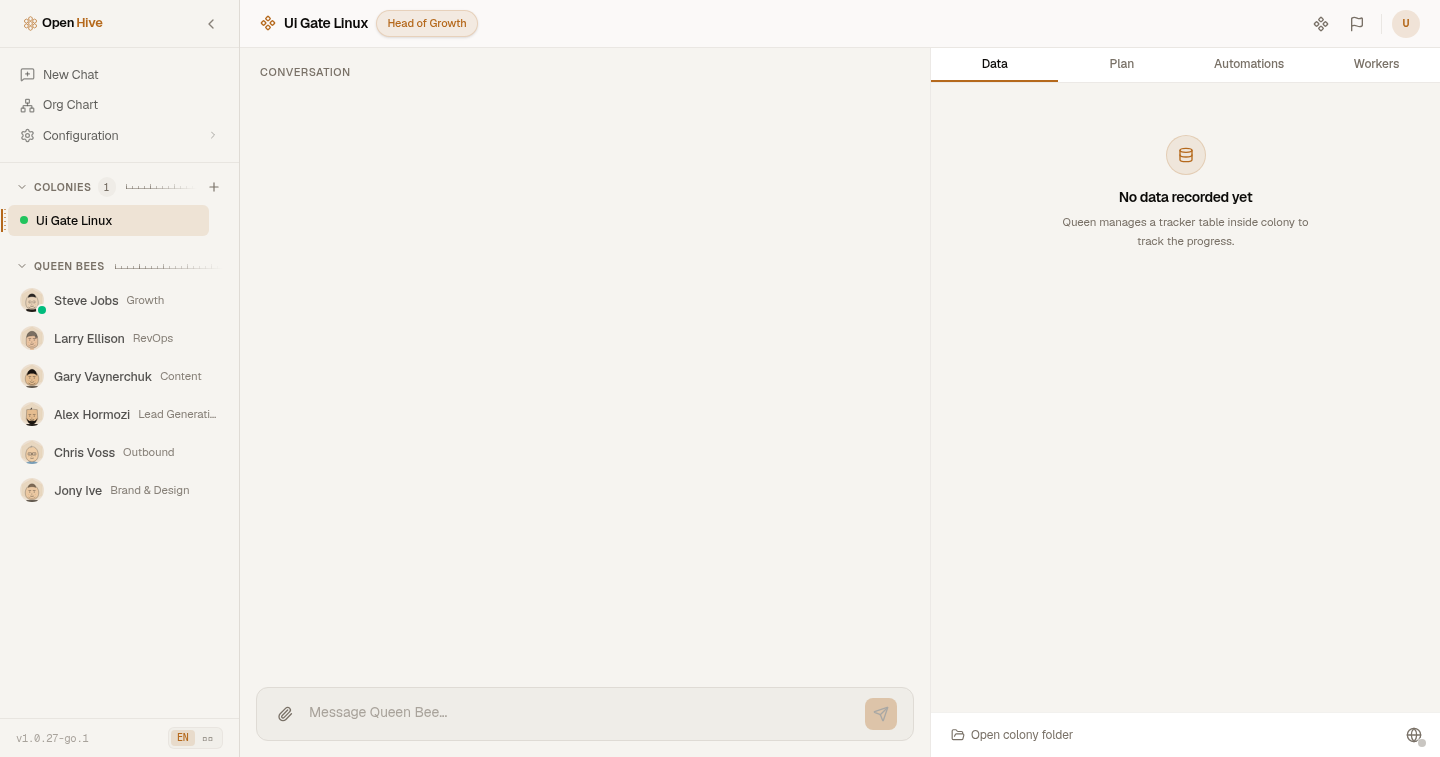 Open Hive
New Chat
Org Chart
Configuration
COLONIES 1
Ui Gate Linux
QUEEN BEES
Steve Jobs Growth
Larry Ellison RevOps
Gary Vaynerchuk Content
Alex Hormozi Lead Generati...
Chris Voss Outbound
Jony Ive Brand & Design
v1.0.27-go.1
EN
Ui Gate Linux Head of Growth
U
CONVERSATION
Message Queen Bee...
Data Plan Automations Workers
No data recorded yet
Queen manages a tracker table inside colony to
track the progress.
Open colony folder